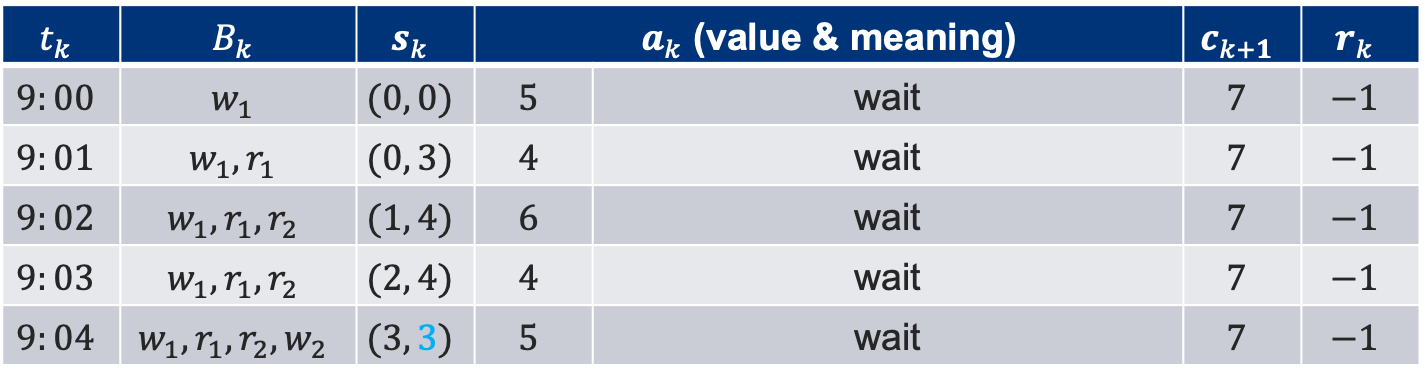 t_k B_k s_k a_k (value & meaning) c_{k+1} r_k
9:00 w_1 (0,0) 5 wait 7 −1
9:01 w_1, r_1 (0,3) 4 wait 7 −1
9:02 w_1, r_1, r_2 (1,4) 6 wait 7 −1
9:03 w_1, r_1, r_2 (2,4) 4 wait 7 −1
9:04 w_1, r_1, r_2, w_2 (3,3) 5 wait 7 −1